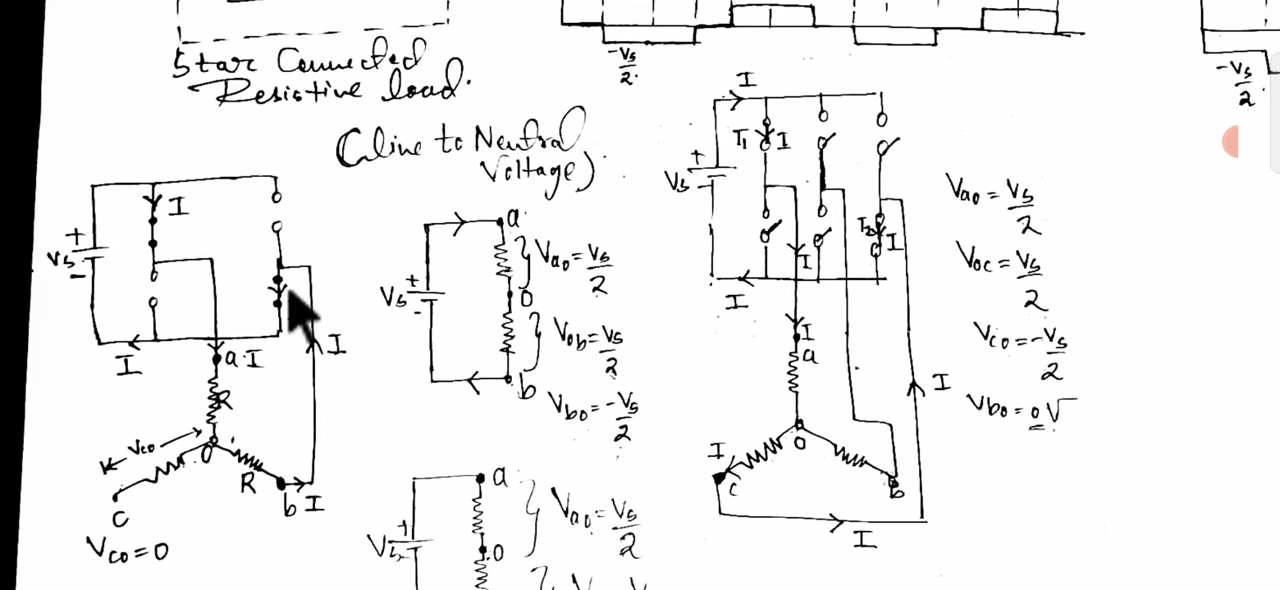 Star Connected
Resistive load.
(line to Neutral
Voltage)
-Vs/2
-Vs/2
I
Vs
+
-
I
I
a I
R
Vco
o
R
b I
c
Vco=0
Vs
+
-
a
Vao=Vs/2
o
Vob=Vs/2
b
Vbo=-Vs/2
Vs
+
a
Vao=Vs/2
o
I
T1
I
Vs
+
-
T2
I
I
I
I
a
o
I
c
b
I
I
Vao=Vs/2
Voc=Vs/2
Vco=-Vs/2
Vbo=0V